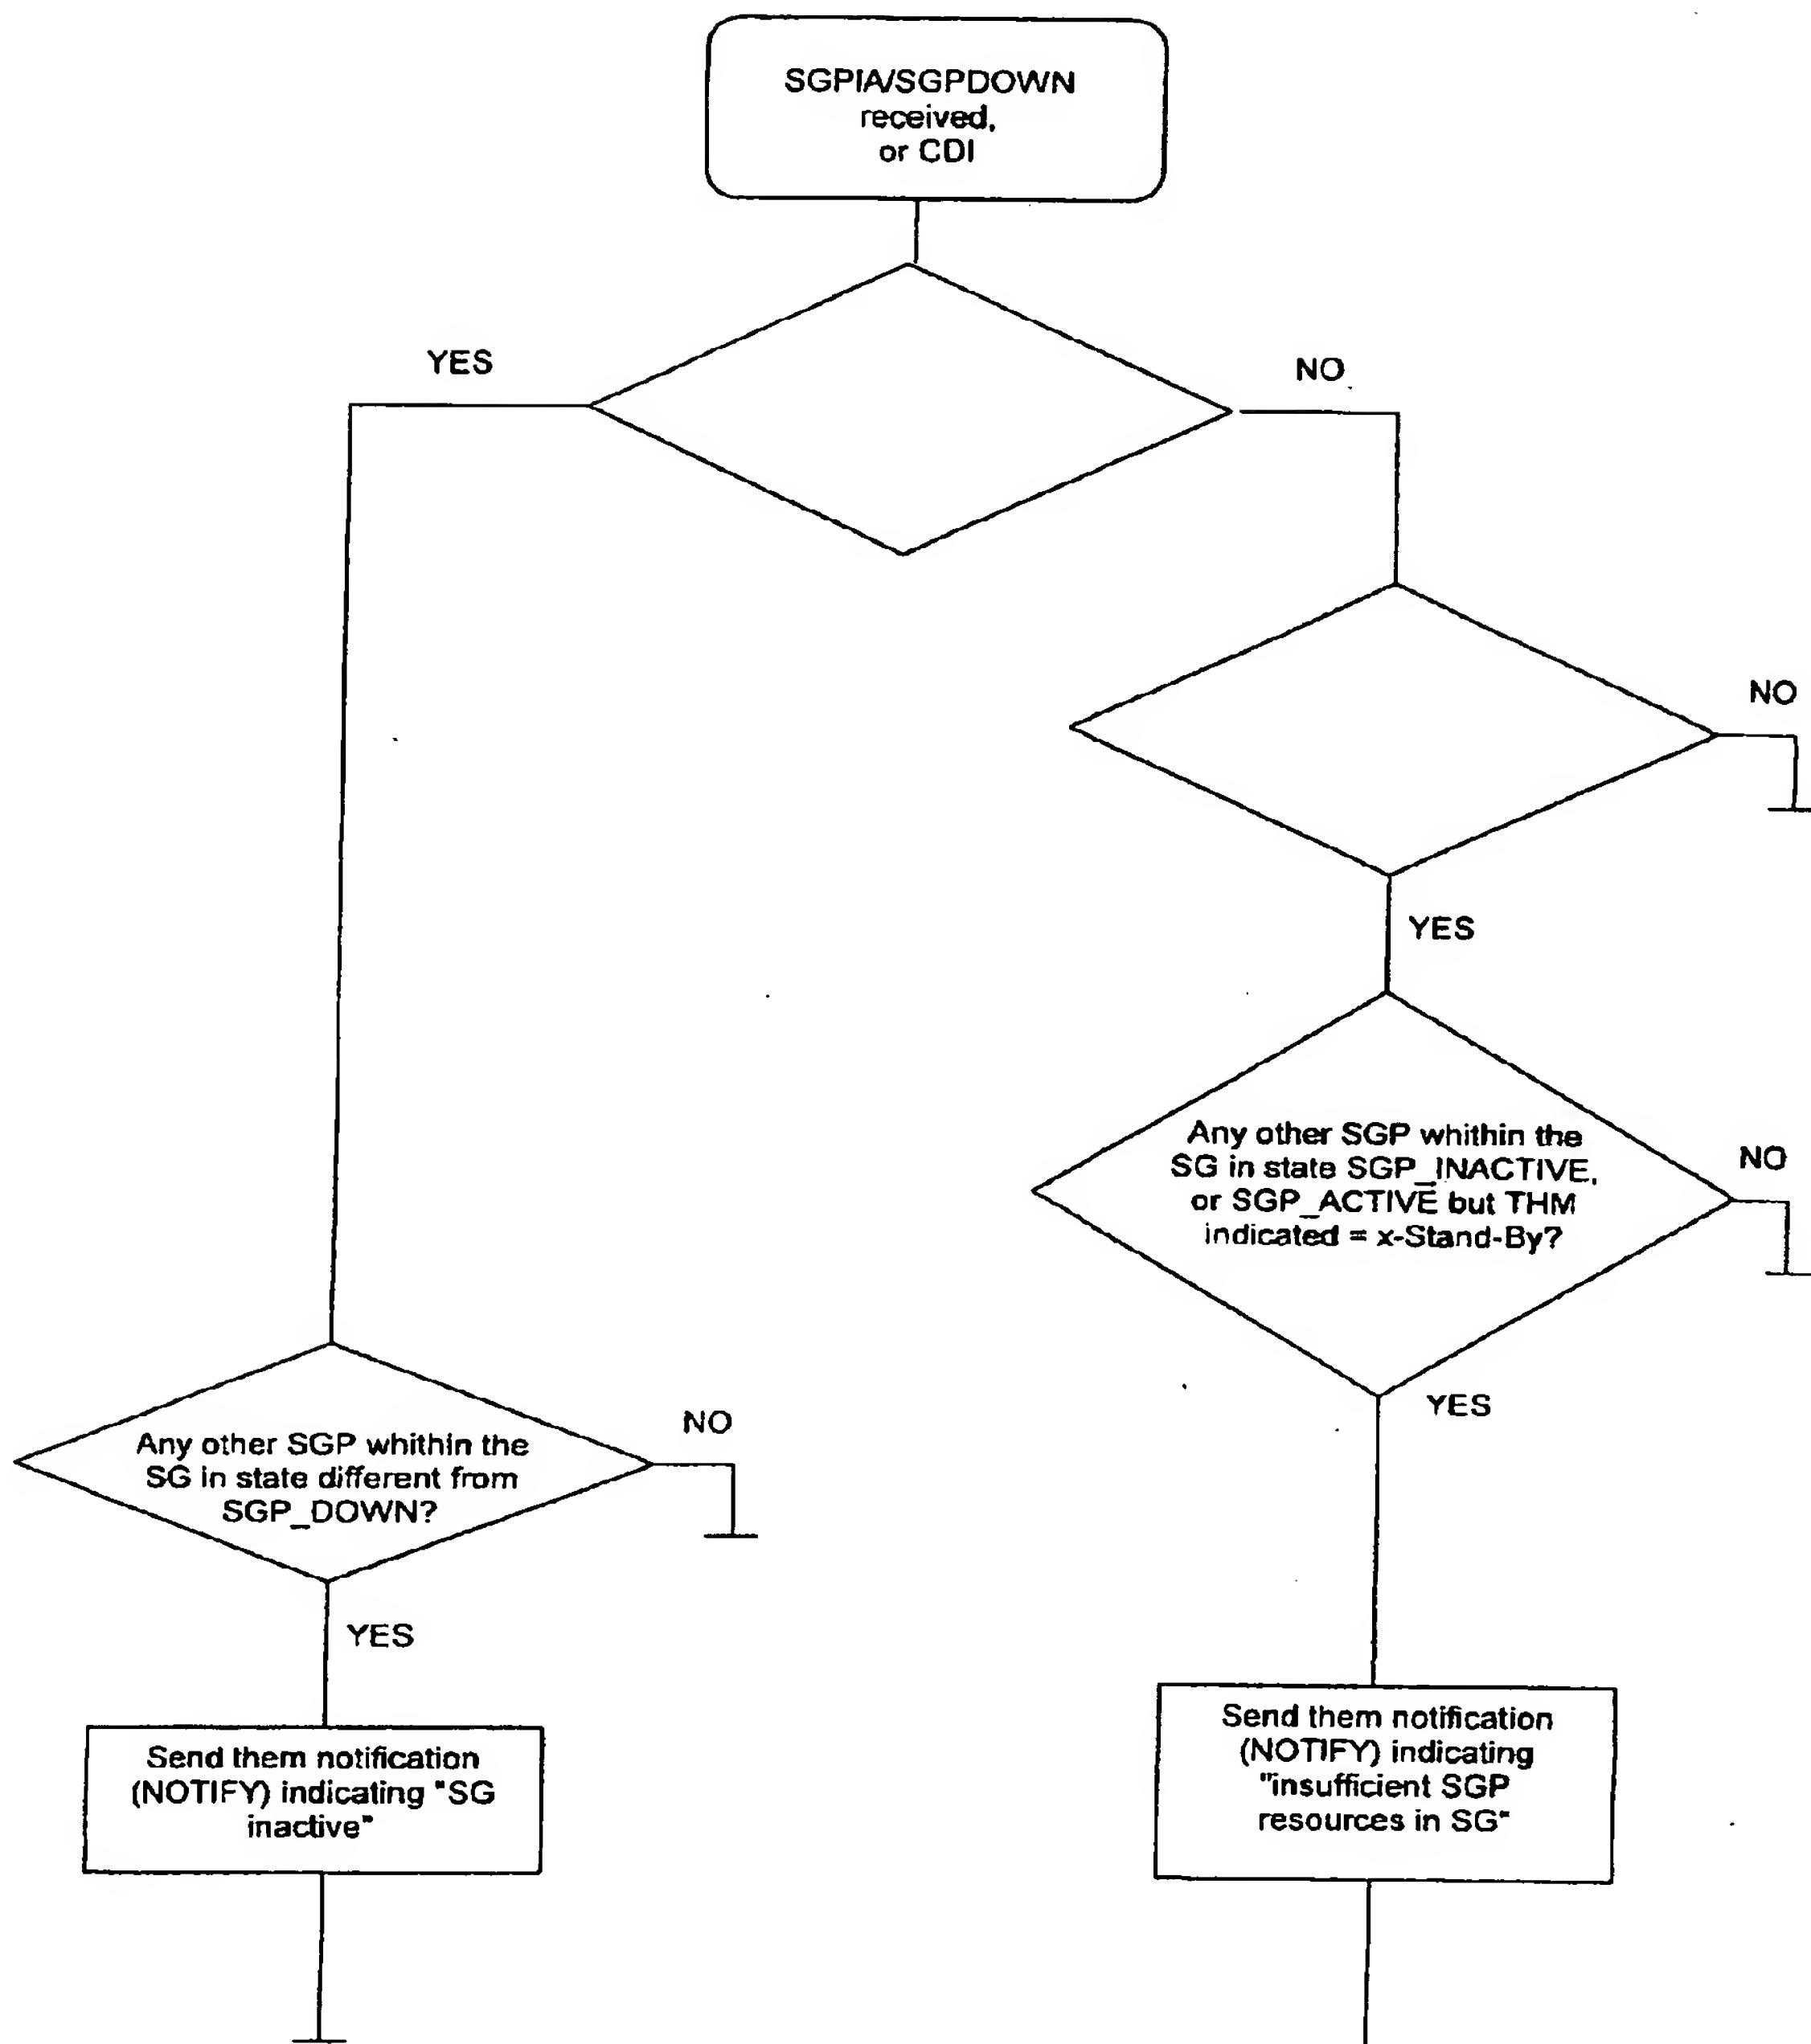 SGPIA/SGPDOWN
received,
or CDI
YES
NO
NO
YES
Any other SGP whithin the
SG in state SGP_INACTIVE,
or SGP_ACTIVE but THM
indicated = x-Stand-By?
NO
YES
Any other SGP whithin the
SG in state different from
SGP_DOWN?
NO
YES
Send them notification
(NOTIFY) indicating "SG
inactive"
Send them notification
(NOTIFY) indicating
"insufficient SGP
resources in SG"